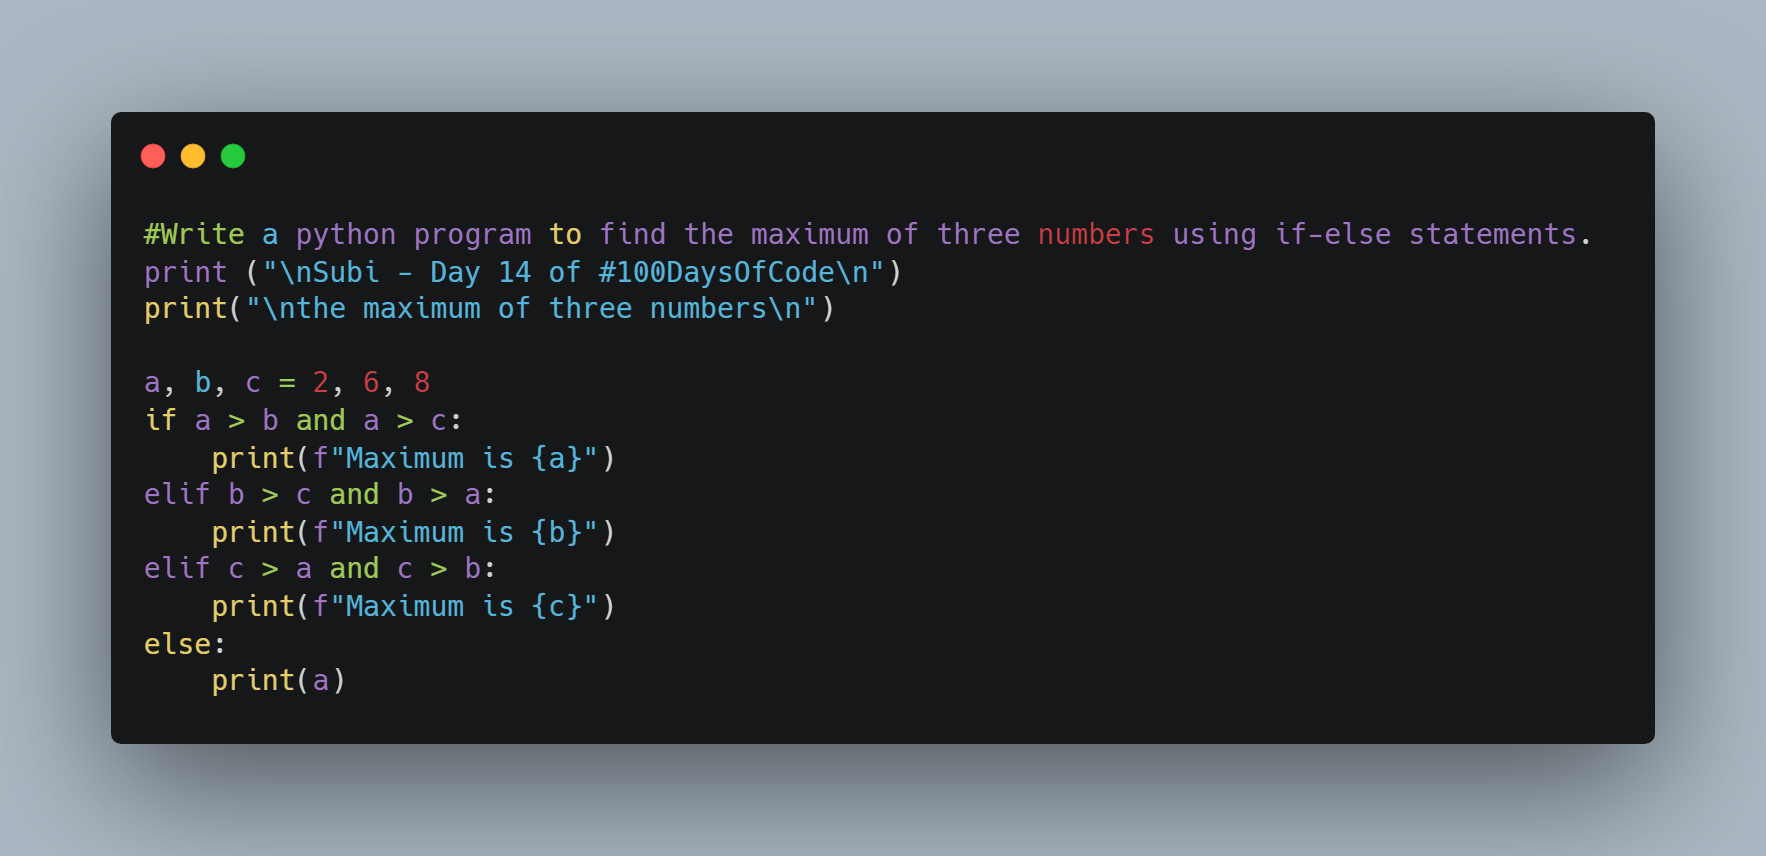 #Write a python program to find the maximum of three numbers using if-else statements.
print ("\nSubi - Day 14 of #100DaysOfCode\n")
print("\nthe maximum of three numbers\n")

a, b, c = 2, 6, 8
if a > b and a > c:
    print(f"Maximum is {a}")
elif b > c and b > a:
    print(f"Maximum is {b}")
elif c > a and c > b:
    print(f"Maximum is {c}")
else:
    print(a)